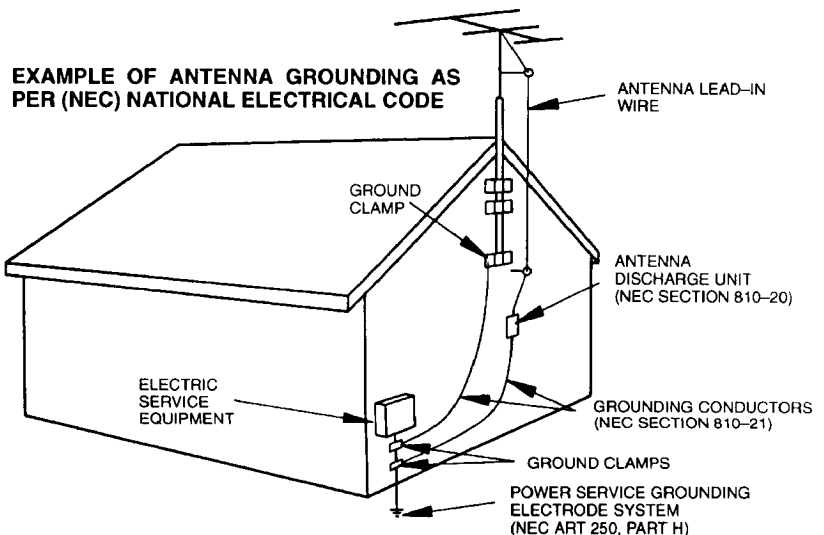 EXAMPLE OF ANTENNA GROUNDING AS
PER (NEC) NATIONAL ELECTRICAL CODE
ANTENNA LEAD–IN
WIRE
GROUND
CLAMP
ANTENNA
DISCHARGE UNIT
(NEC SECTION 810–20)
ELECTRIC
SERVICE
EQUIPMENT
GROUNDING CONDUCTORS
(NEC SECTION 810–21)
GROUND CLAMPS
POWER SERVICE GROUNDING
ELECTRODE SYSTEM
(NEC ART 250, PART H)